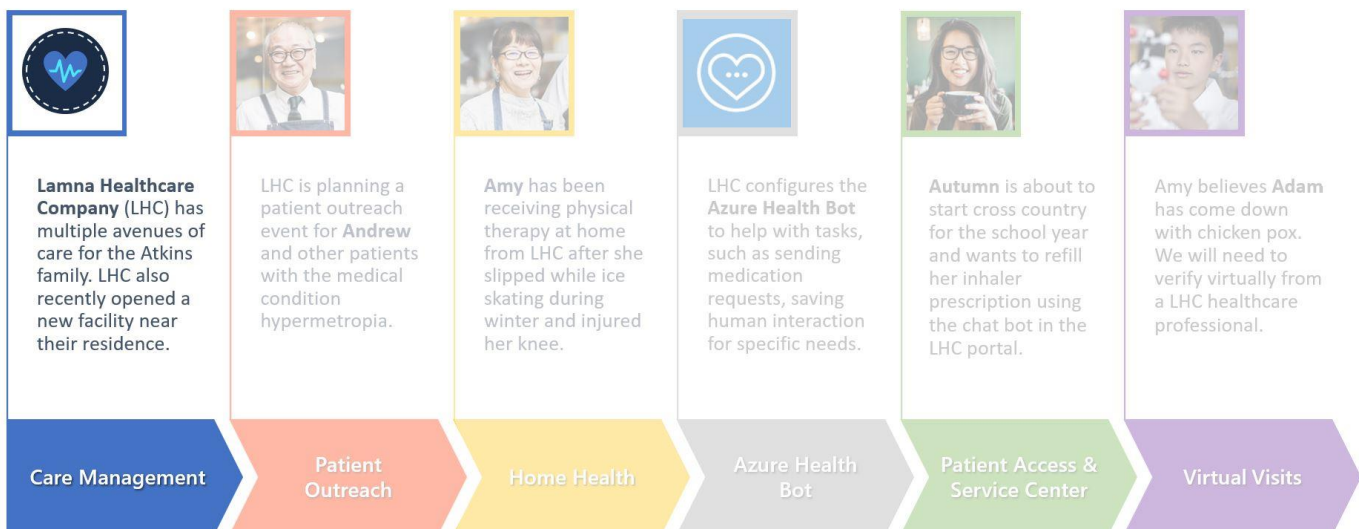 Lamna Healthcare
Company (LHC) has
multiple avenues of
care for the Atkins
family. LHC also
recently opened a
new facility near
their residence.
LHC is planning a
patient outreach
event for Andrew
and other patients
with the medical
condition
hypermetropia.
Amy has been
receiving physical
therapy at home
from LHC after she
slipped while ice
skating during
winter and injured
her knee.
LHC configures the
Azure Health Bot
to help with tasks,
such as sending
medication
requests, saving
human interaction
for specific needs.
Autumn is about to
start cross country
for the school year
and wants to refill
her inhaler
prescription using
the chat bot in the
LHC portal.
Amy believes Adam
has come down
with chicken pox.
We will need to
verify virtually from
a LHC healthcare
professional.
Care Management
Patient
Outreach
Home Health
Azure Health
Bot
Patient Access &
Service Center
Virtual Visits